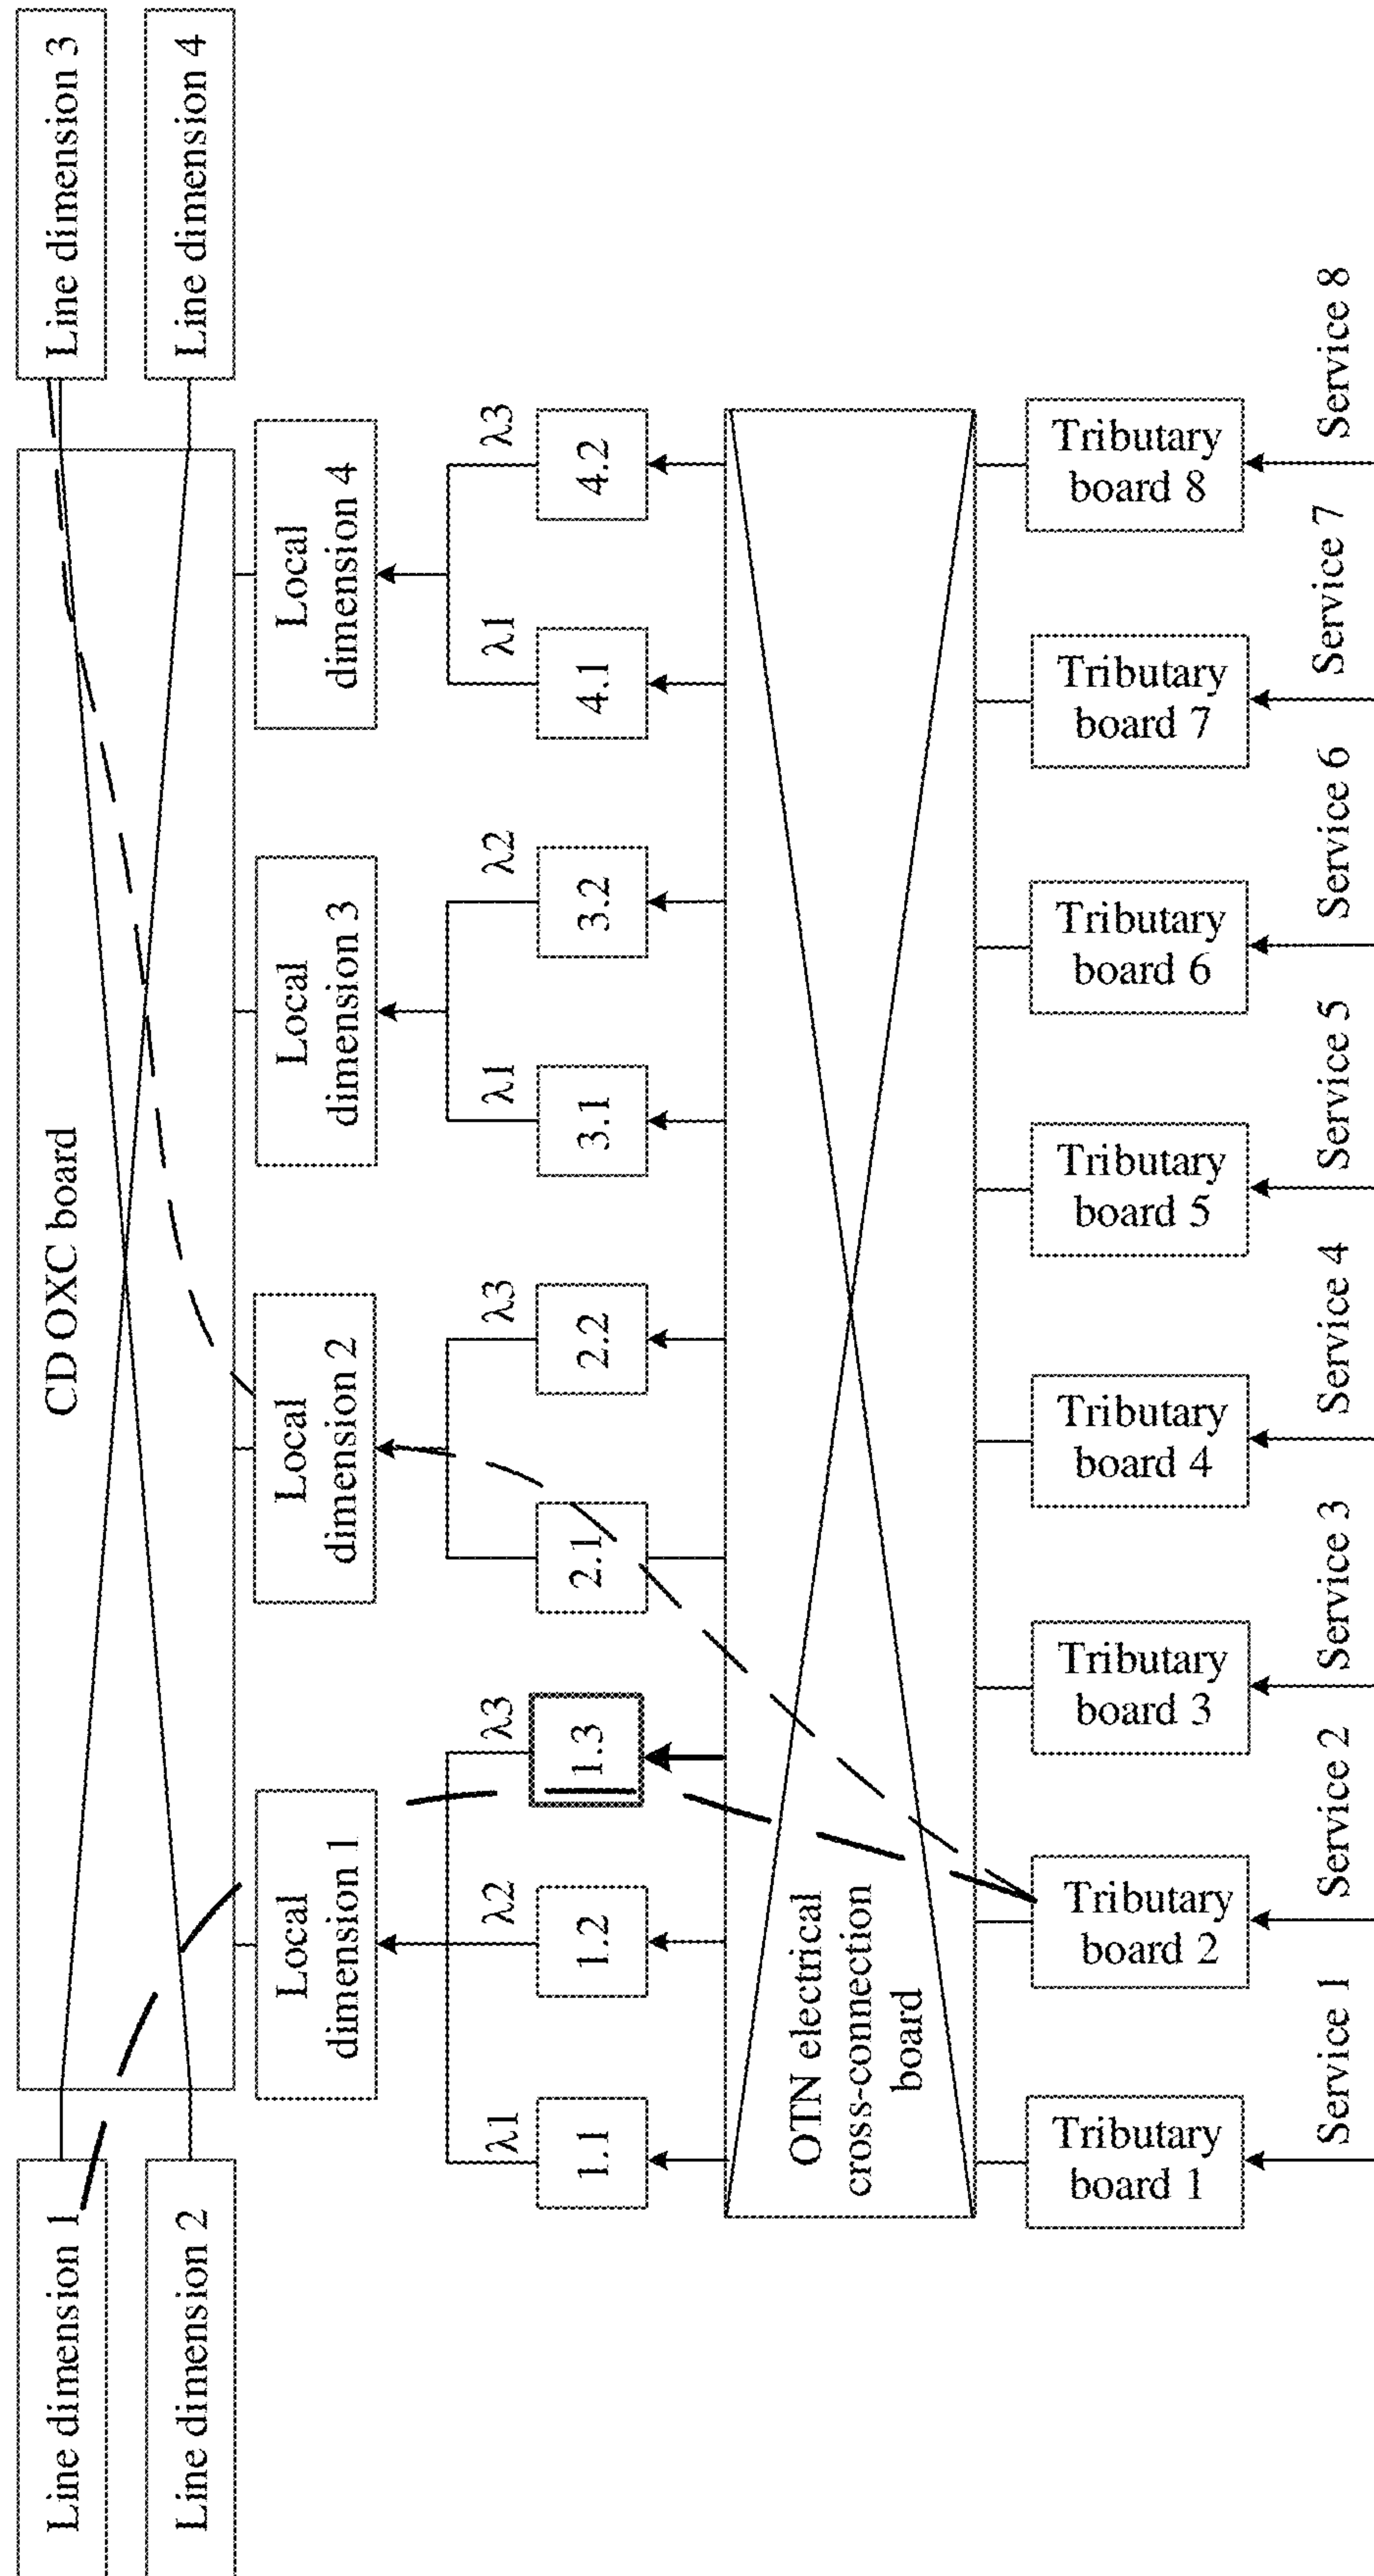 Line dimension 1
CD OXC board
Line dimension 3
Line dimension 2
Line dimension 4
Local
dimension 1
Local
dimension 2
Local
dimension 3
Local
dimension 4
λ1
λ2
λ3
λ3
λ1
λ2
λ1
λ3
1.1
1.2
1.3
2.1
2.2
3.1
3.2
4.1
4.2
OTN electrical
cross-connection
board
Tributary
board 1
Tributary
board 2
Tributary
board 3
Tributary
board 4
Tributary
board 5
Tributary
board 6
Tributary
board 7
Tributary
board 8
Service 1
Service 2
Service 3
Service 4
Service 5
Service 6
Service 7
Service 8